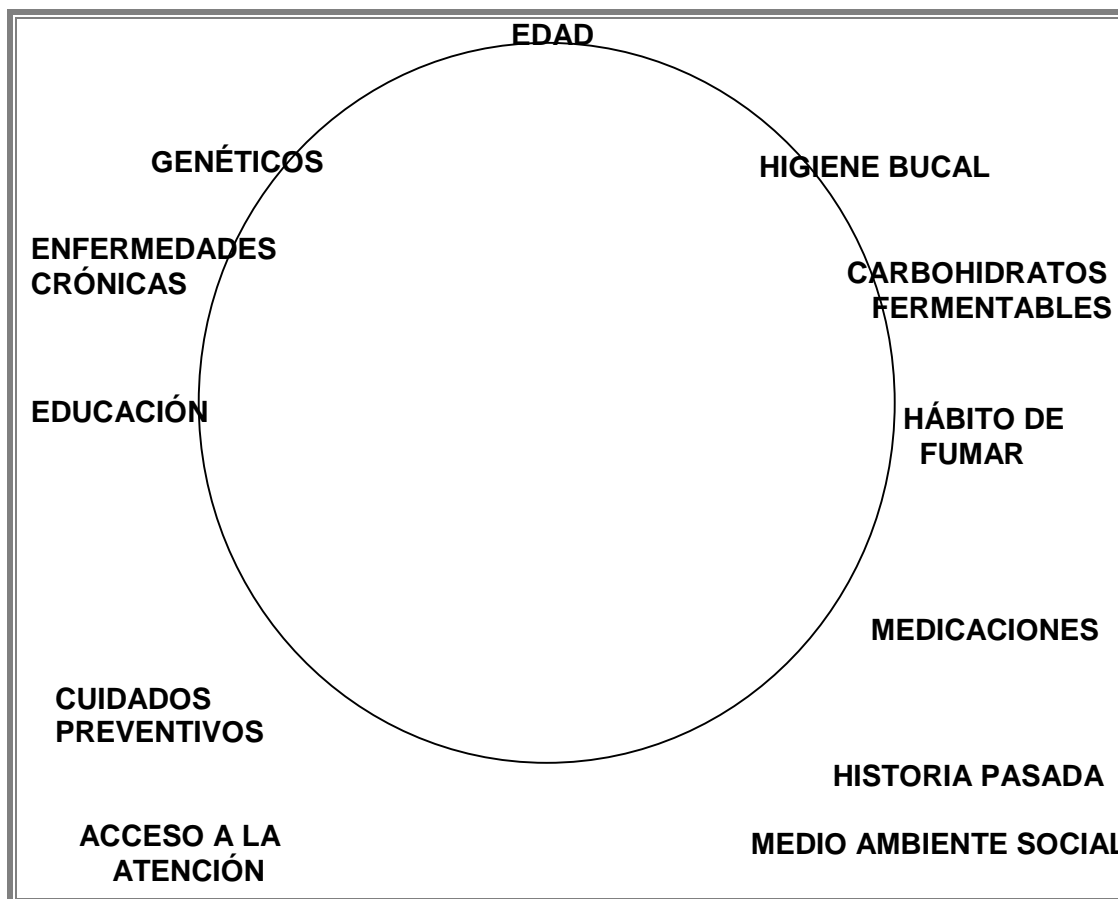 EDAD
GENÉTICOS
HIGIENE BUCAL
ENFERMEDADES
CRÓNICAS
CARBOHIDRATOS
FERMENTABLES
EDUCACIÓN
HÁBITO DE
FUMAR
MEDICACIONES
CUIDADOS
PREVENTIVOS
HISTORIA PASADA
ACCESO A LA
ATENCIÓN
MEDIO AMBIENTE SOCIAL